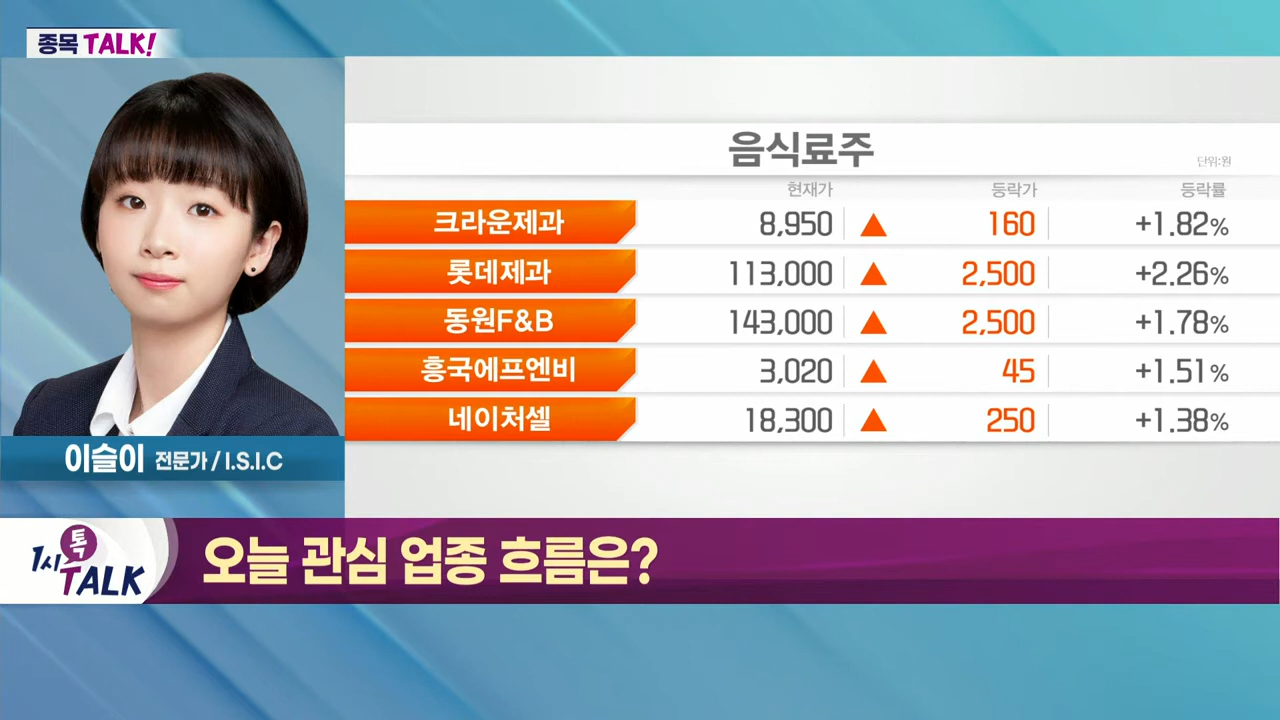 종목 TALK!
음식료주
단위:원
현재가 등락가 등락률
크라운제과 8,950 ▲ 160 +1.82%
롯데제과 113,000 ▲ 2,500 +2.26%
동원F&B 143,000 ▲ 2,500 +1.78%
흥국에프엔비 3,020 ▲ 45 +1.51%
네이처셀 18,300 ▲ 250 +1.38%
이슬이 전문가 / I.S.I.C
1시 톡 TALK
오늘 관심 업종 흐름은?